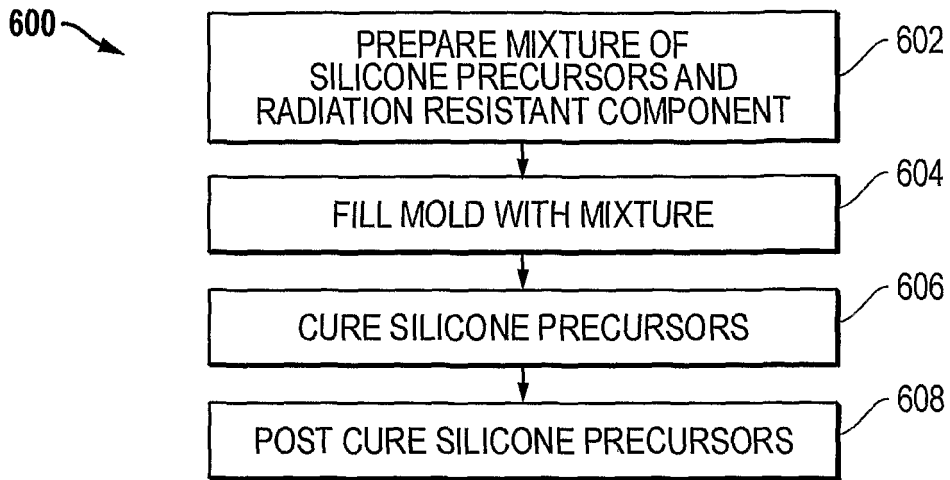 600
PREPARE MIXTURE OF
SILICONE PRECURSORS AND
RADIATION RESISTANT COMPONENT
602
FILL MOLD WITH MIXTURE
604
CURE SILICONE PRECURSORS
606
POST CURE SILICONE PRECURSORS
608